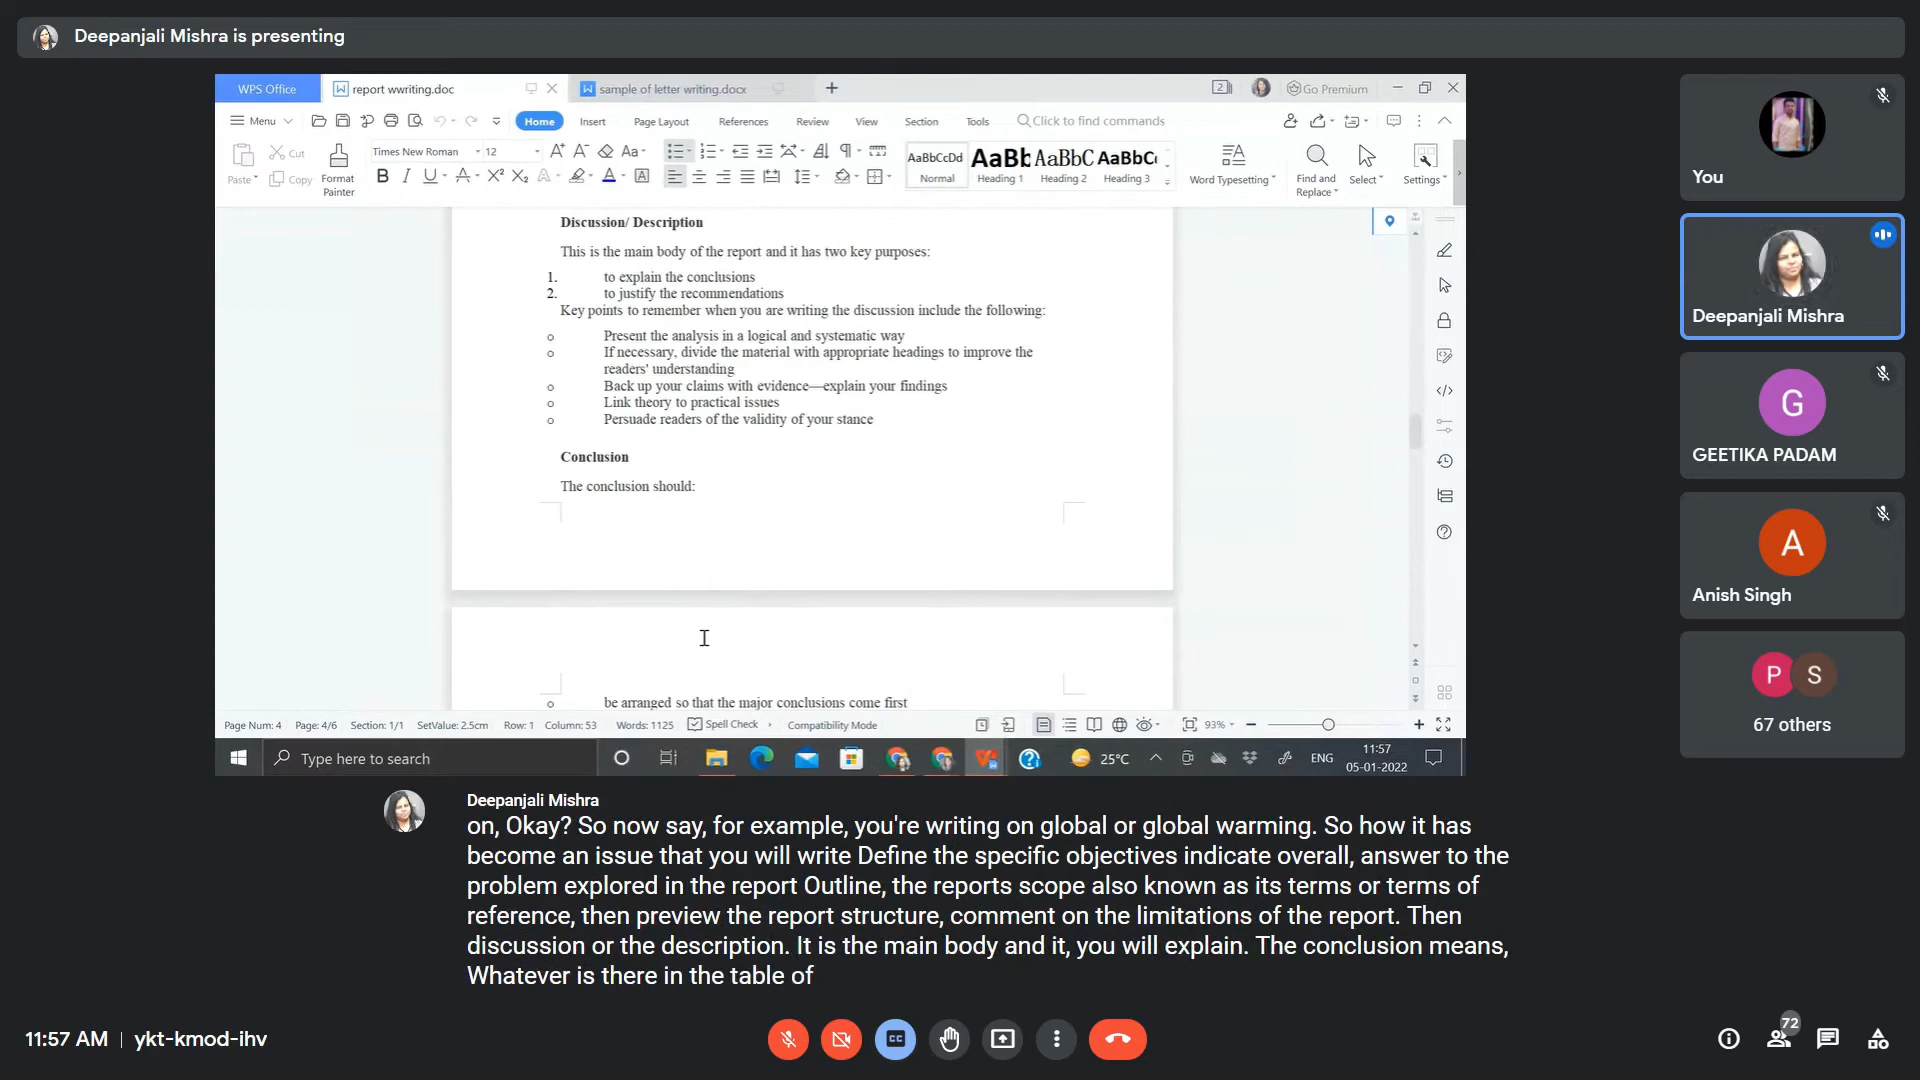 Deepanjali Mishra is presenting
WPS Office
report wwriting.doc
sample of letter writing.docx
2
Go Premium
Menu
Home
Insert
Page Layout
References
Review
View
Section
Tools
Click to find commands
Paste
Cut
Copy
Format Painter
Times New Roman
12
AaBbCcDd
Normal
AaBb
Heading 1
AaBbC
Heading 2
AaBbC
Heading 3
Word Typesetting
Find and Replace
Select
Settings
Discussion/ Description
This is the main body of the report and it has two key purposes:
1. to explain the conclusions
2. to justify the recommendations
Key points to remember when you are writing the discussion include the following:
o Present the analysis in a logical and systematic way
o If necessary, divide the material with appropriate headings to improve the
readers' understanding
o Back up your claims with evidence—explain your findings
o Link theory to practical issues
o Persuade readers of the validity of your stance
Conclusion
The conclusion should:
o be arranged so that the major conclusions come first
Page Num: 4 Page: 4/6 Section: 1/1 SetValue: 2.5cm Row: 1 Column: 53 Words: 1125 Spell Check Compatibility Mode 93%
Type here to search
25°C
ENG
11:57
05-01-2022
You
Deepanjali Mishra
G
GEETIKA PADAM
A
Anish Singh
P S
67 others
Deepanjali Mishra
on, Okay? So now say, for example, you're writing on global or global warming. So how it has
become an issue that you will write Define the specific objectives indicate overall, answer to the
problem explored in the report Outline, the reports scope also known as its terms or terms of
reference, then preview the report structure, comment on the limitations of the report. Then
discussion or the description. It is the main body and it, you will explain. The conclusion means,
Whatever is there in the table of
11:57 AM | ykt-kmod-ihv
CC
72